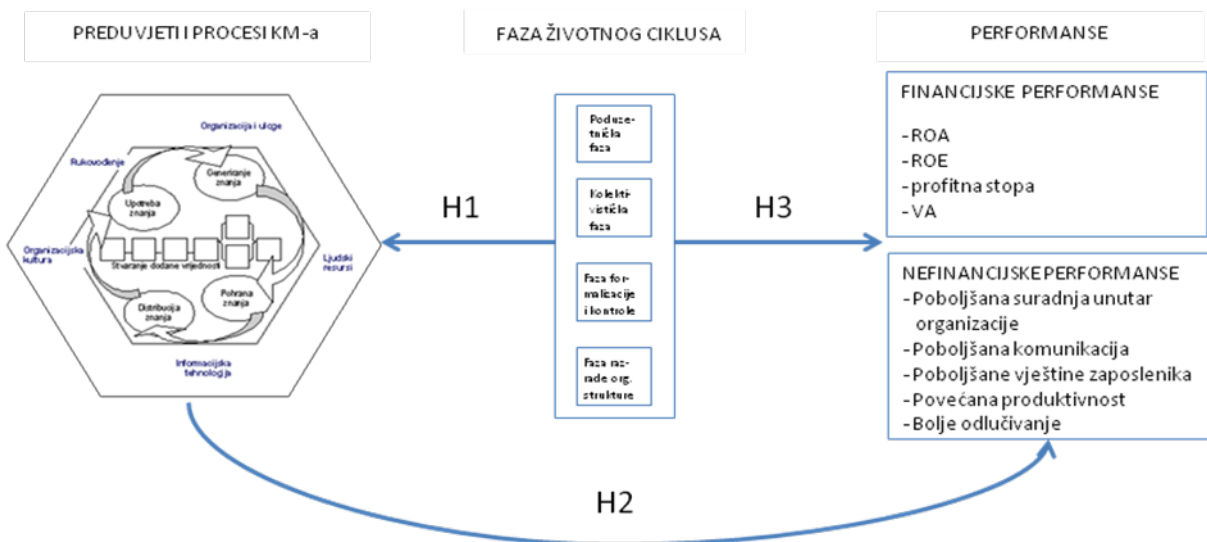 PREDUVJETI I PROCESI KM-a
FAZA ŽIVOTNOG CIKLUSA
PERFORMANSE
Organizacija i uloge
Rukovođenje
Generiranje
znanja
Upotreba
znanja
Organizacijska
kultura
Stvaranje dodane vrijednosti
Ljudski
resursi
Pohrana
znanja
Distribucija
znanja
Informacijska
tehnologija
H1
Poduze-
tnička
faza
Kolekti-
vistička
faza
Faza for-
malizacije
i kontrole
Faza raz-
rade org.
strukture
H3
FINANCIJSKE PERFORMANSE
-ROA
-ROE
-profitna stopa
-VA
NEFINANCIJSKE PERFORMANSE
-Poboljšana suradnja unutar
organizacije
-Poboljšana komunikacija
-Poboljšane vještine zaposlenika
-Povećana produktivnost
-Bolje odlučivanje
H2